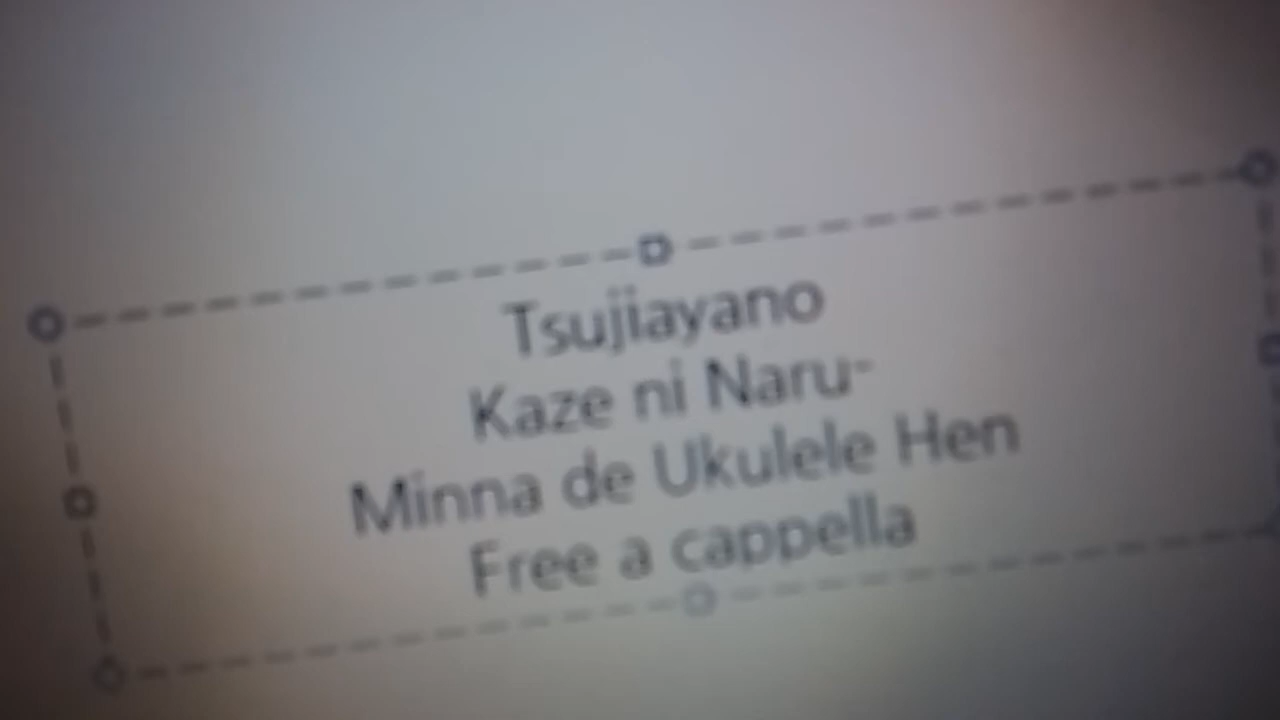 Tsujiayano
Kaze ni Naru-
Minna de Ukulele Hen
Free a cappella